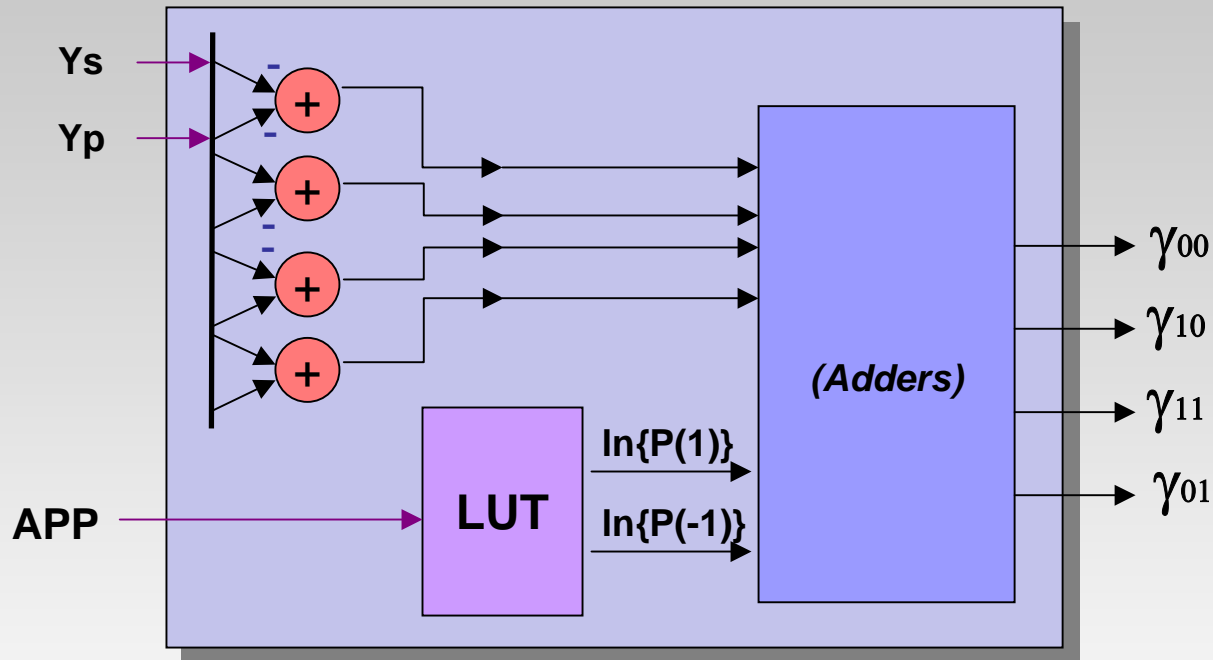 Ys
-
+
Yp
-
+
-
-
+
+
γ00
γ10
(Adders)
γ11
ln{P(1)}
γ01
LUT
APP
ln{P(-1)}